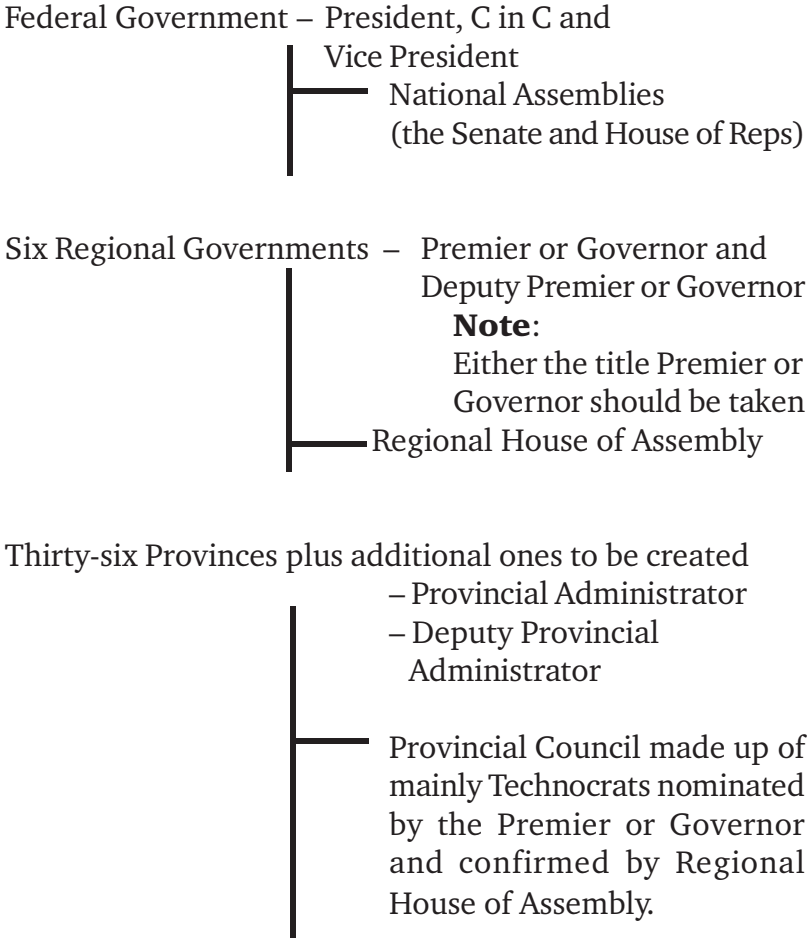 Federal Government – President, C in C and
Vice President
National Assemblies
(the Senate and House of Reps)
Six Regional Governments – Premier or Governor and
Deputy Premier or Governor
Note:
Either the title Premier or
Governor should be taken
Regional House of Assembly
Thirty-six Provinces plus additional ones to be created
– Provincial Administrator
– Deputy Provincial
Administrator
Provincial Council made up of
mainly Technocrats nominated
by the Premier or Governor
and confirmed by Regional
House of Assembly.